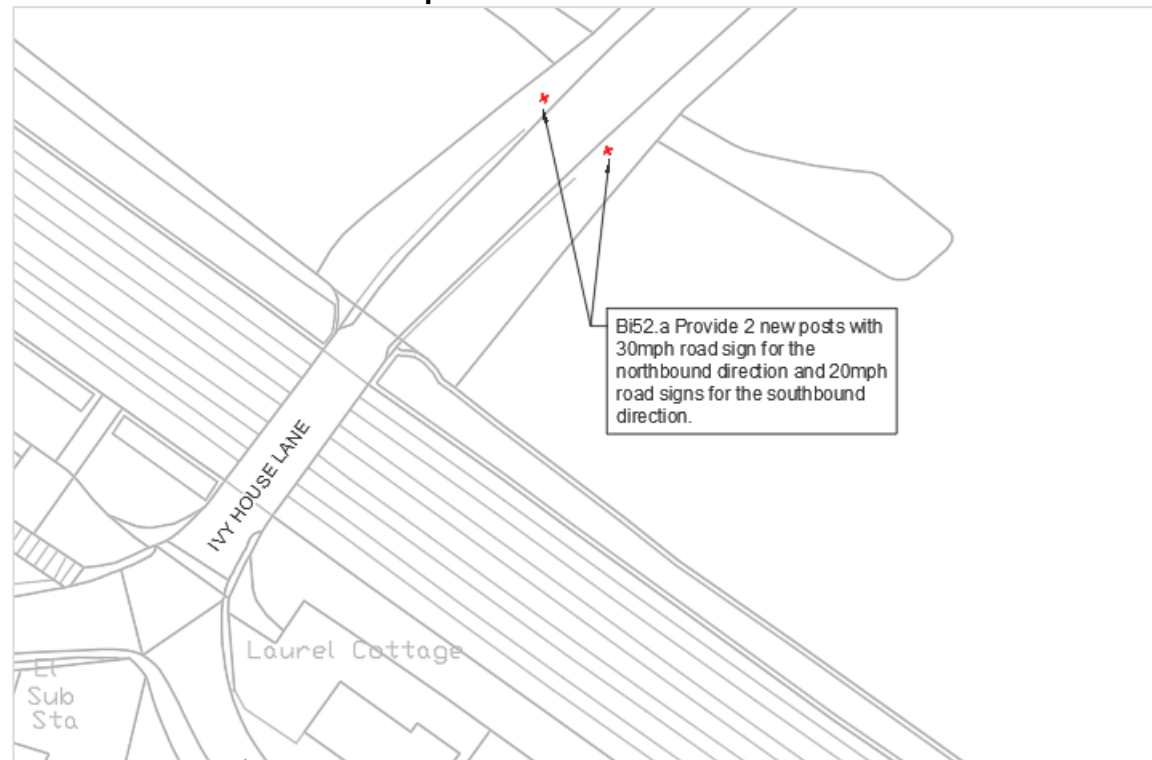 Bi52.a Provide 2 new posts with
30mph road sign for the
northbound direction and 20mph
road signs for the southbound
direction.
IVY HOUSE LANE
Laurel Cottage
El
Sub
Sta